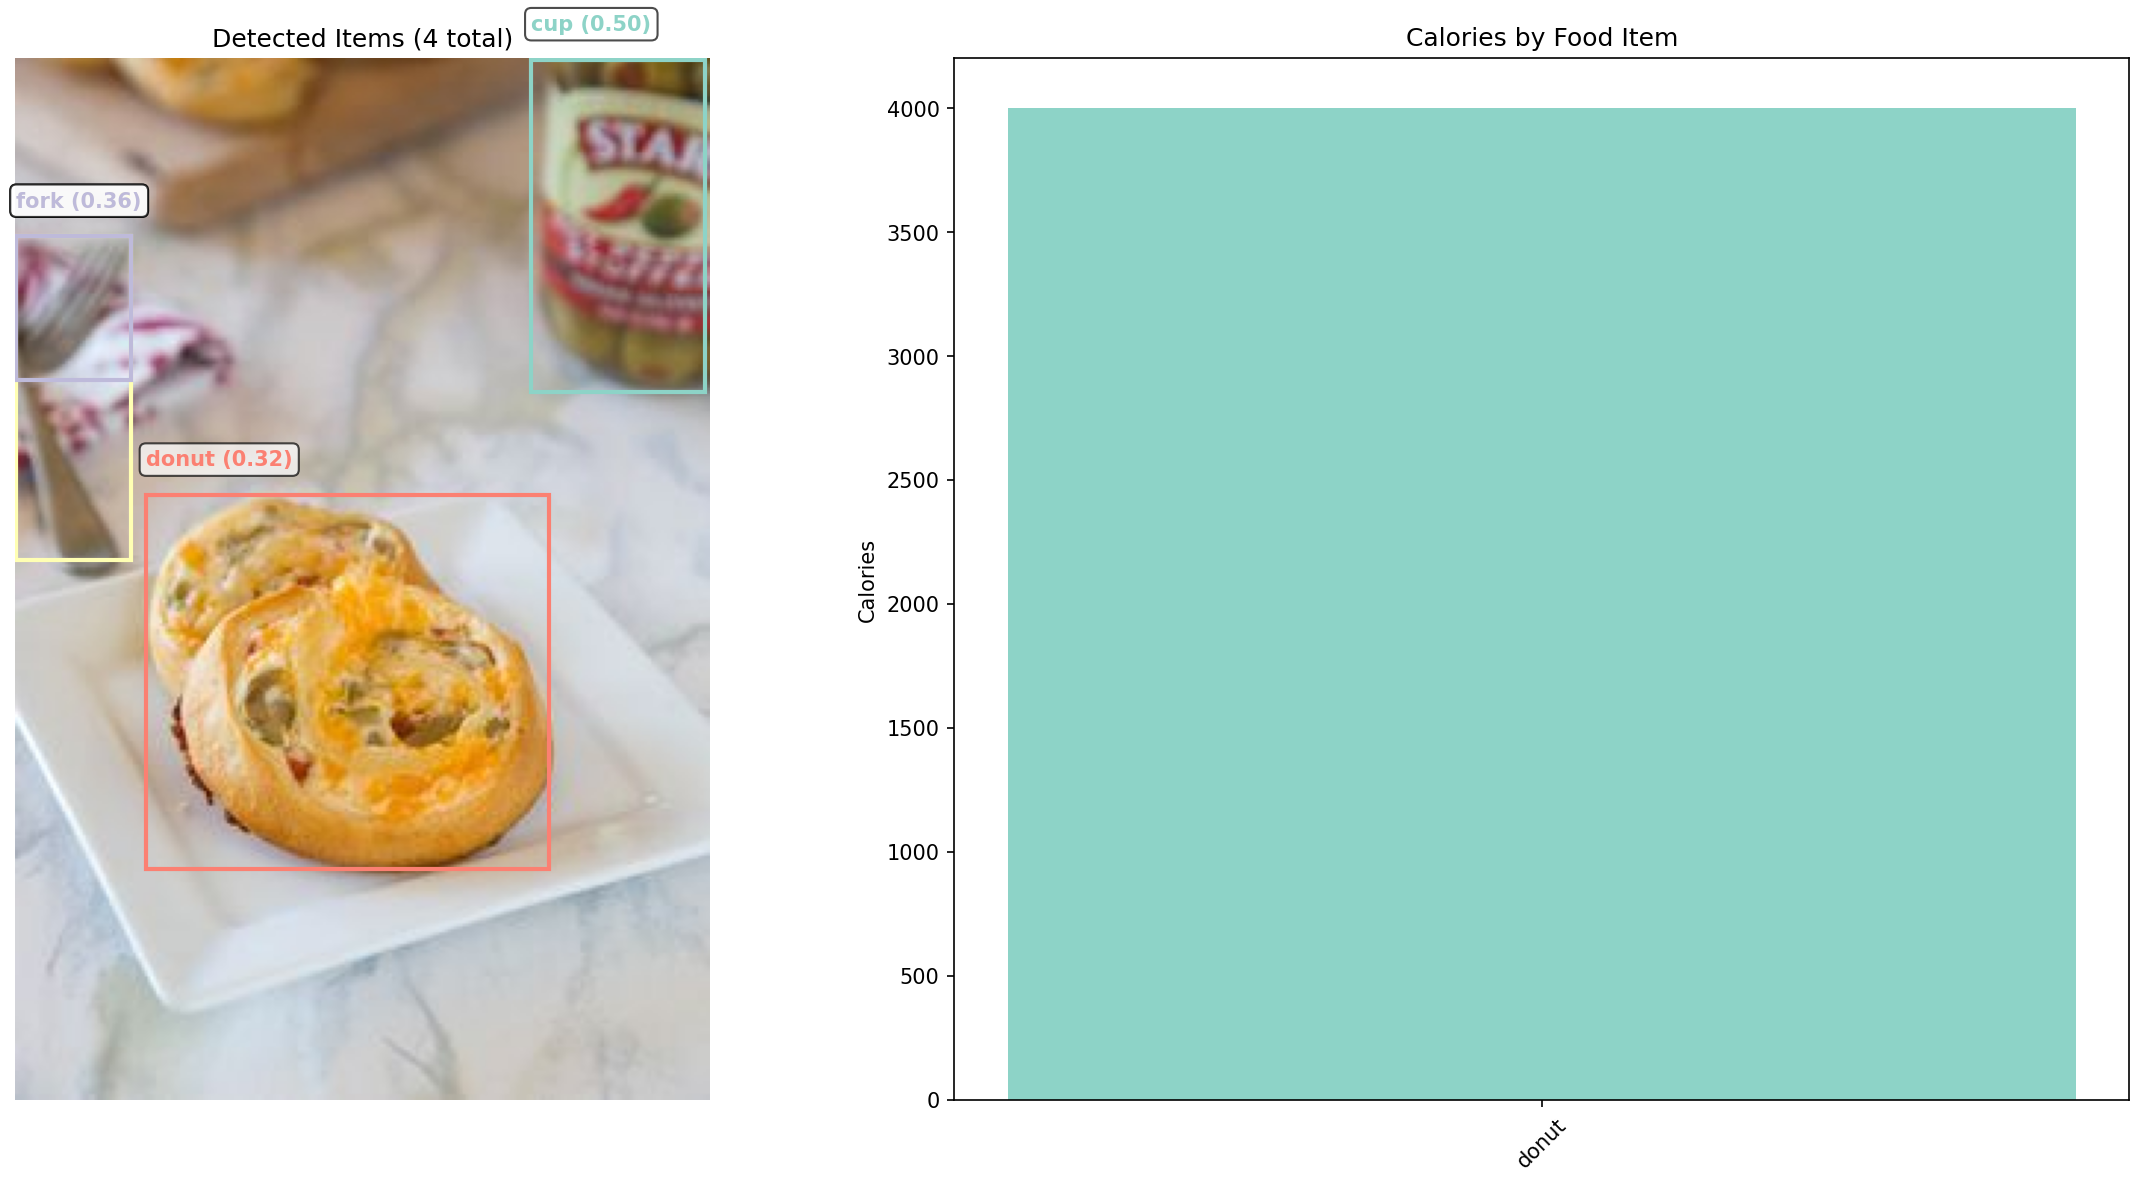 Detected Items (4 total)
cup (0.50)
fork (0.36)
donut (0.32)
STAR
Calories by Food Item
Calories
4000
3500
3000
2500
2000
1500
1000
500
0
donut